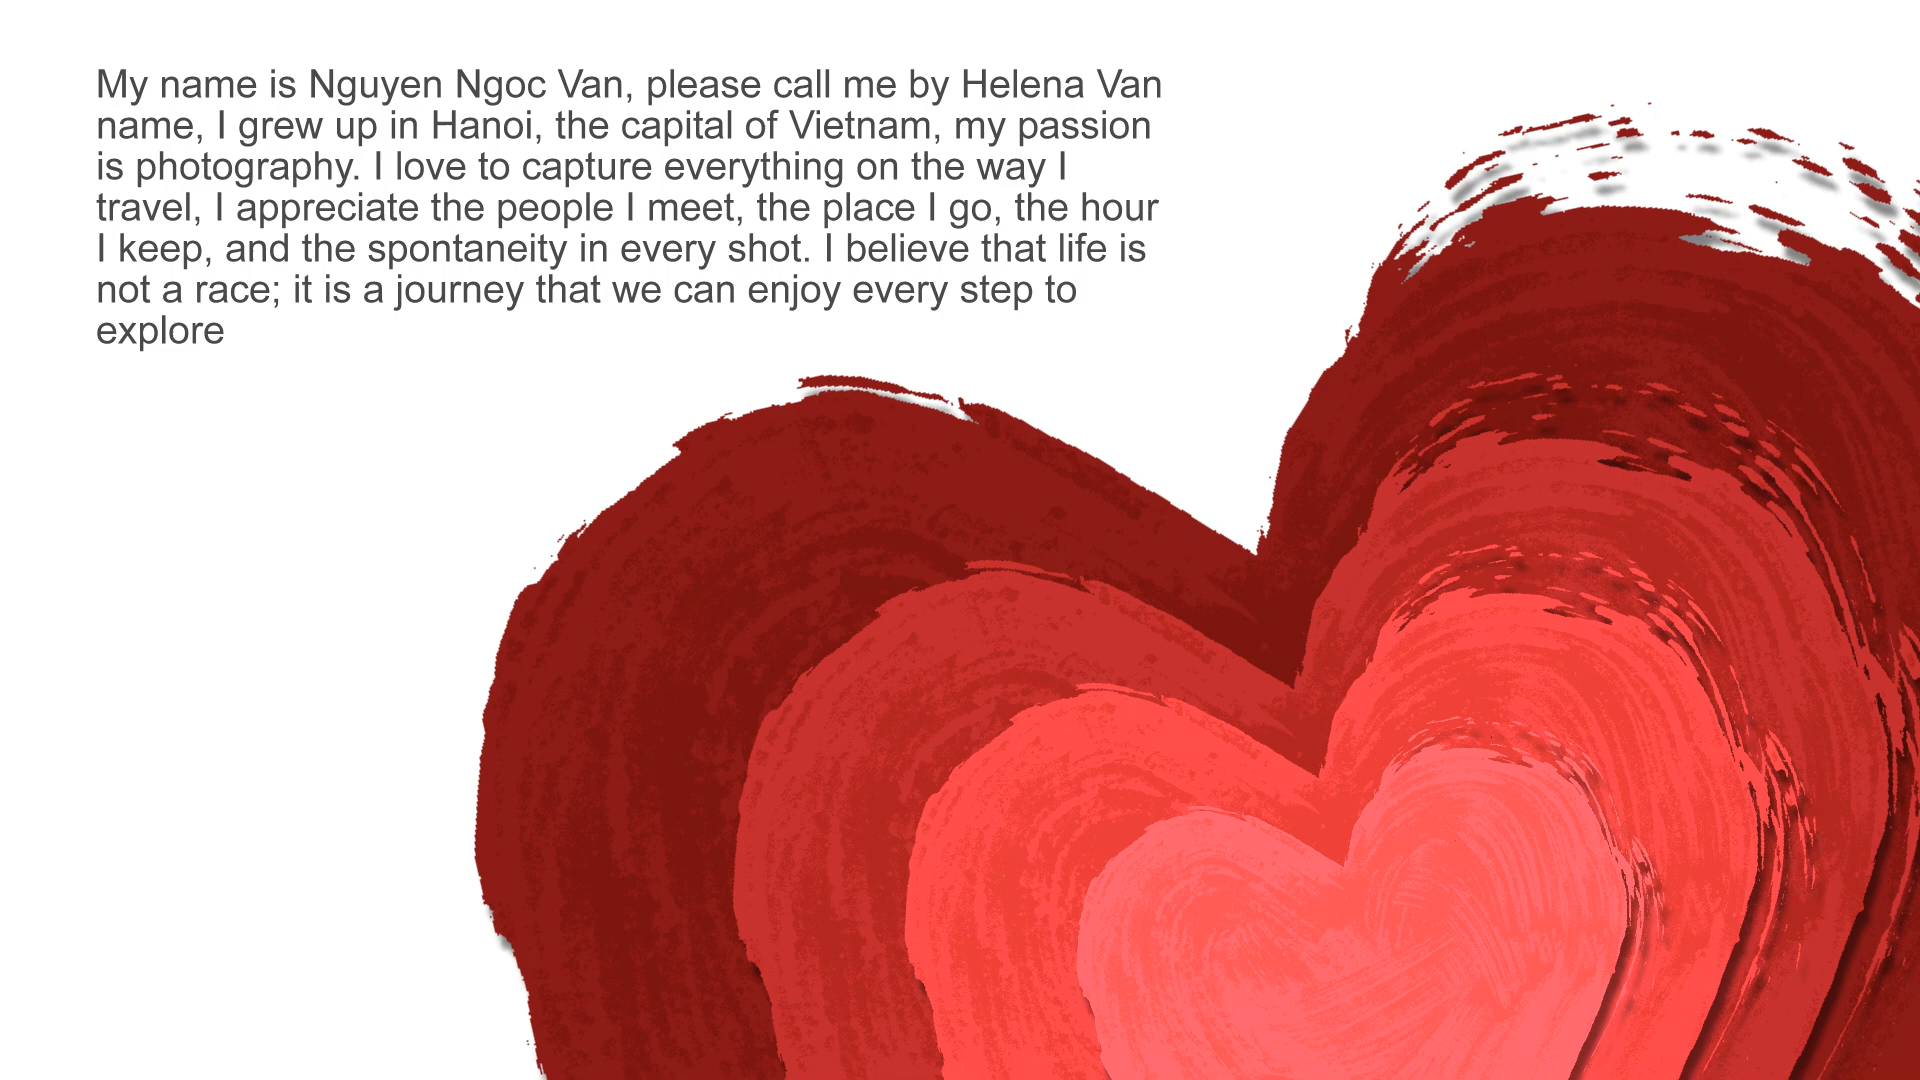 My name is Nguyen Ngoc Van, please call me by Helena Van
name, I grew up in Hanoi, the capital of Vietnam, my passion
is photography. I love to capture everything on the way I
travel, I appreciate the people I meet, the place I go, the hour
I keep, and the spontaneity in every shot. I believe that life is
not a race; it is a journey that we can enjoy every step to
explore